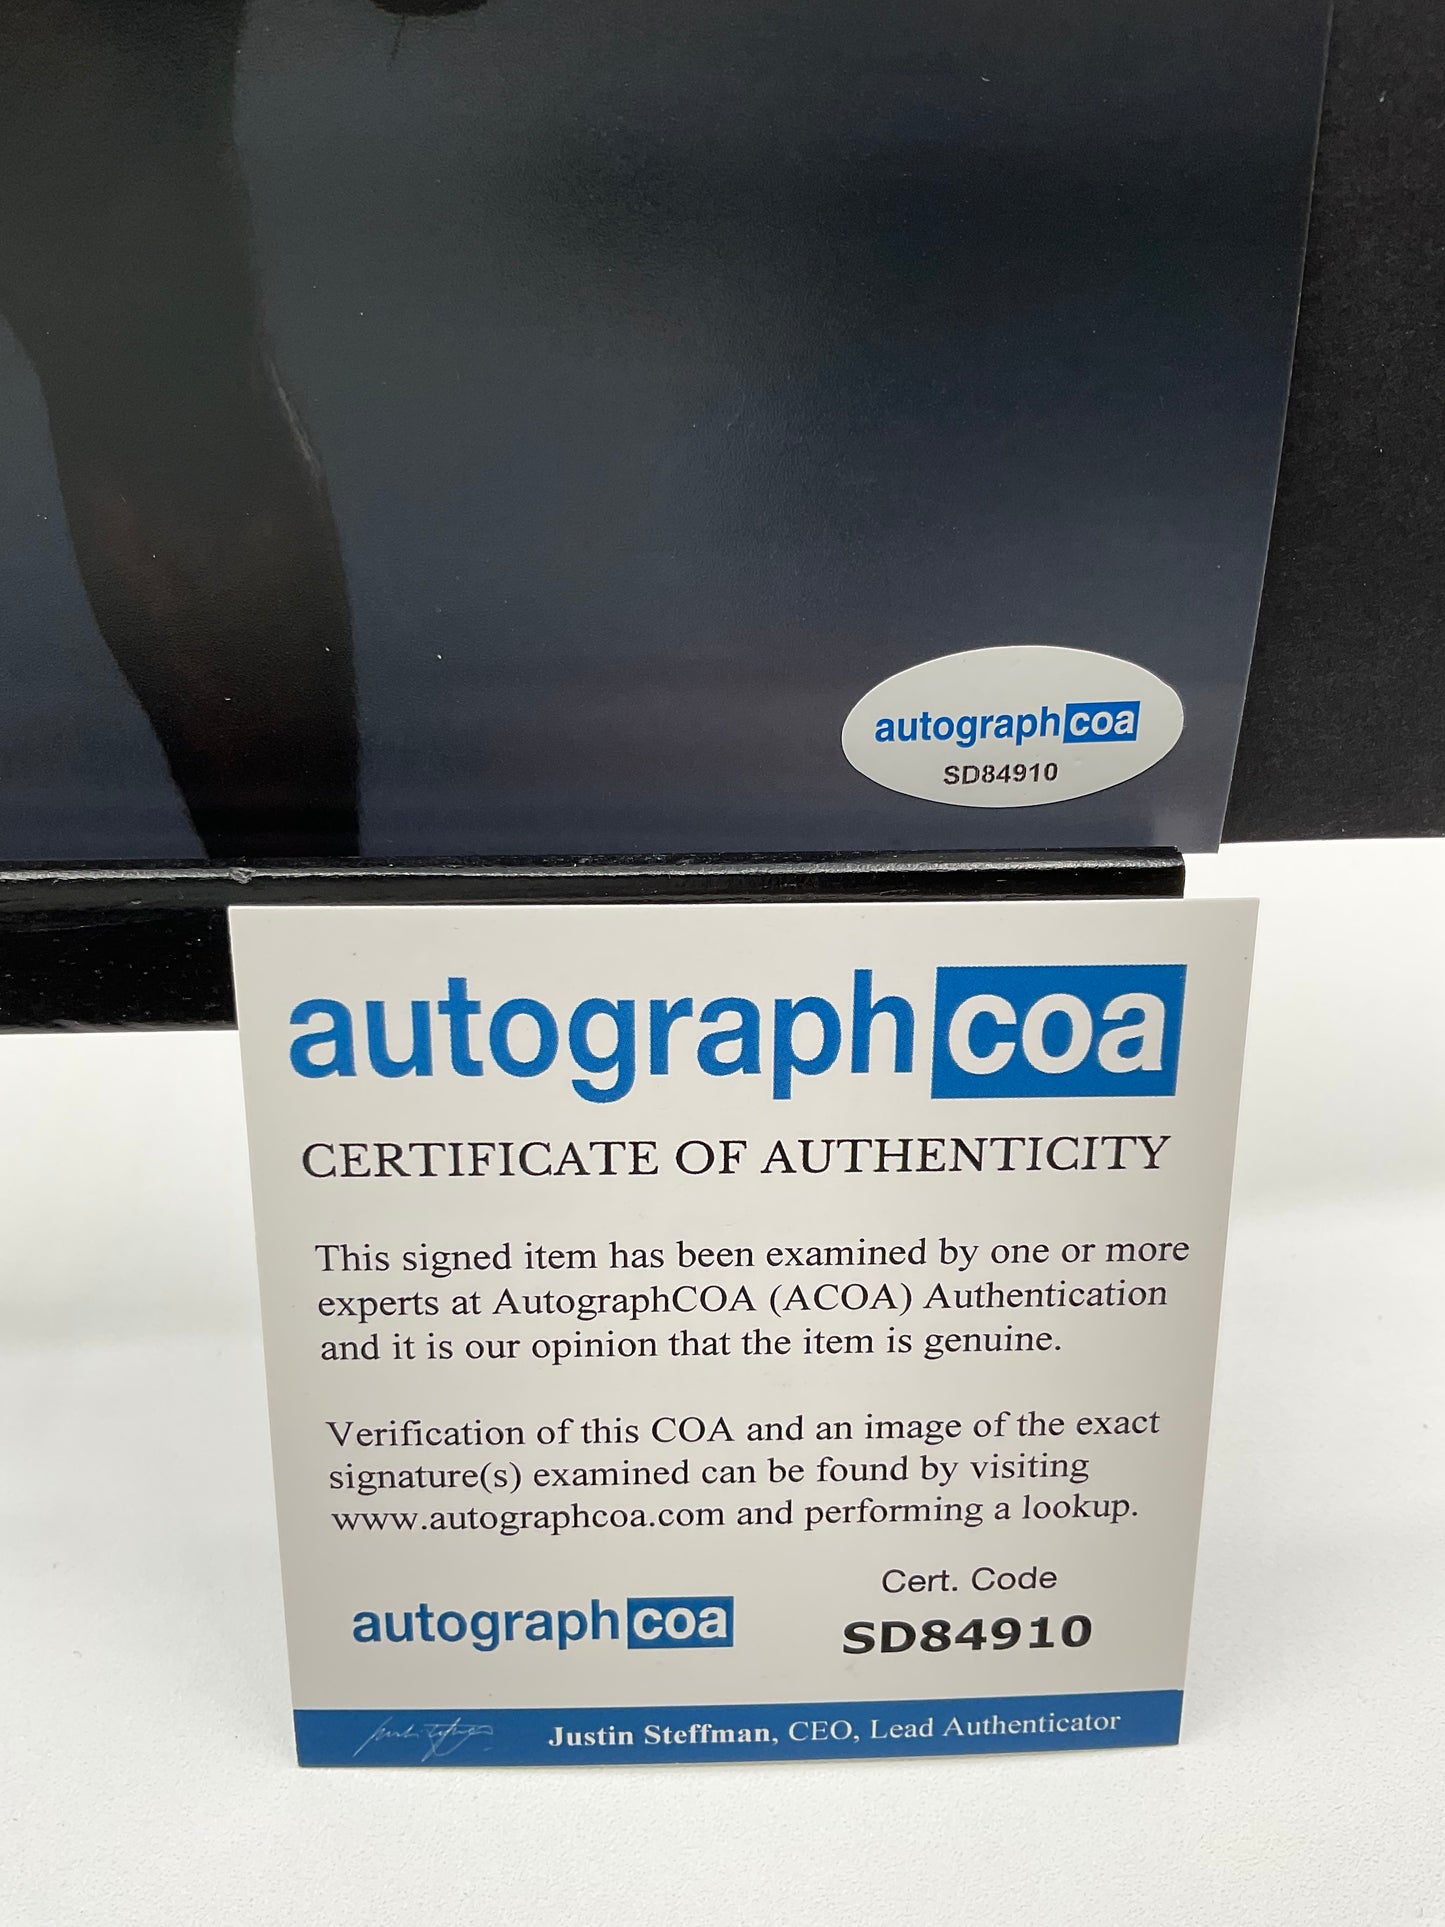 autographcoa
SD84910
autographcoa
CERTIFICATE OF AUTHENTICITY
This signed item has been examined by one or more
experts at AutographCOA (ACOA) Authentication
and it is our opinion that the item is genuine.
Verification of this COA and an image of the exact
signature(s) examined can be found by visiting
www.autographcoa.com and performing a lookup.
Cert. Code
autographcoa
SD84910
Justin Steffman, CEO, Lead Authenticator